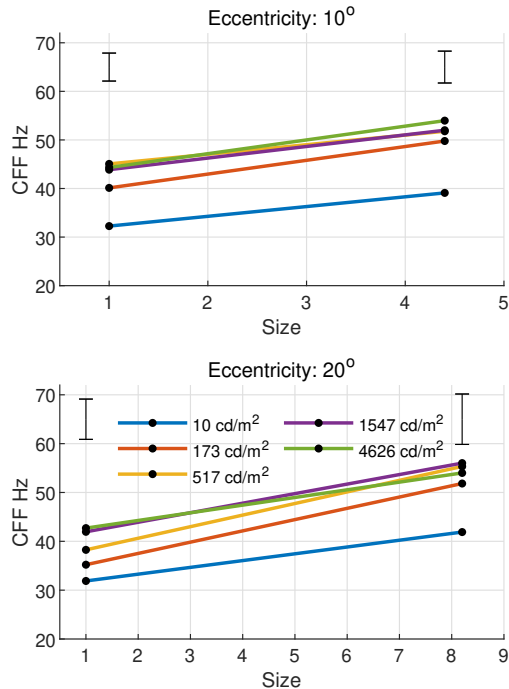 Eccentricity: 10°
CFF Hz
70
60
50
40
30
20
1 2 3 4 5
Size
Eccentricity: 20°
CFF Hz
70
60
50
40
30
20
10 cd/m² 1547 cd/m²
173 cd/m² 4626 cd/m²
517 cd/m²
1 2 3 4 5 6 7 8 9
Size